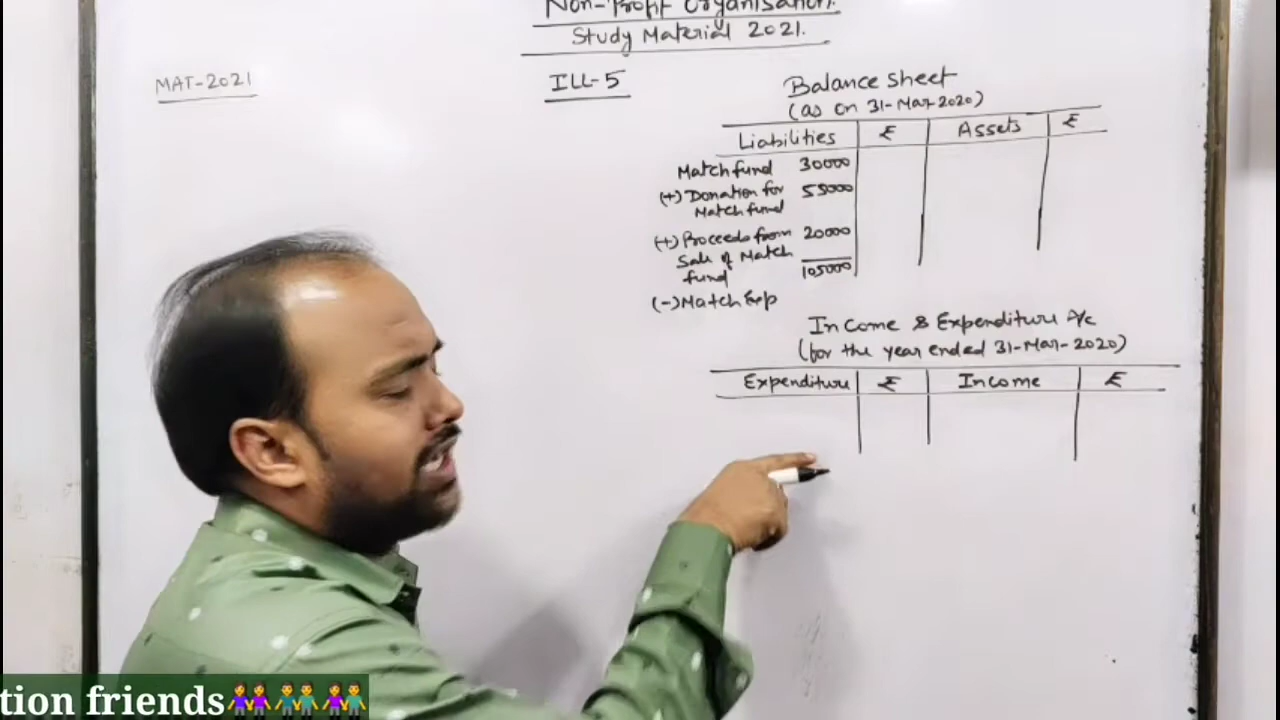 Non-Profit Organisation.
Study Material 2021.
MAT-2021
ILL-5
Balance Sheet
(as on 31-Mar-2020)
Liabilities ₹ Assets ₹
Match fund 30000
(+) Donation for 55000
Match fund
(+) Proceeds from 20000
Sale of Match
fund 105000
(-) Match Exp
Income & Expenditure A/c
(for the year ended 31-Mar-2020)
Expenditure ₹ Income ₹
tion friends👭👬👫👫